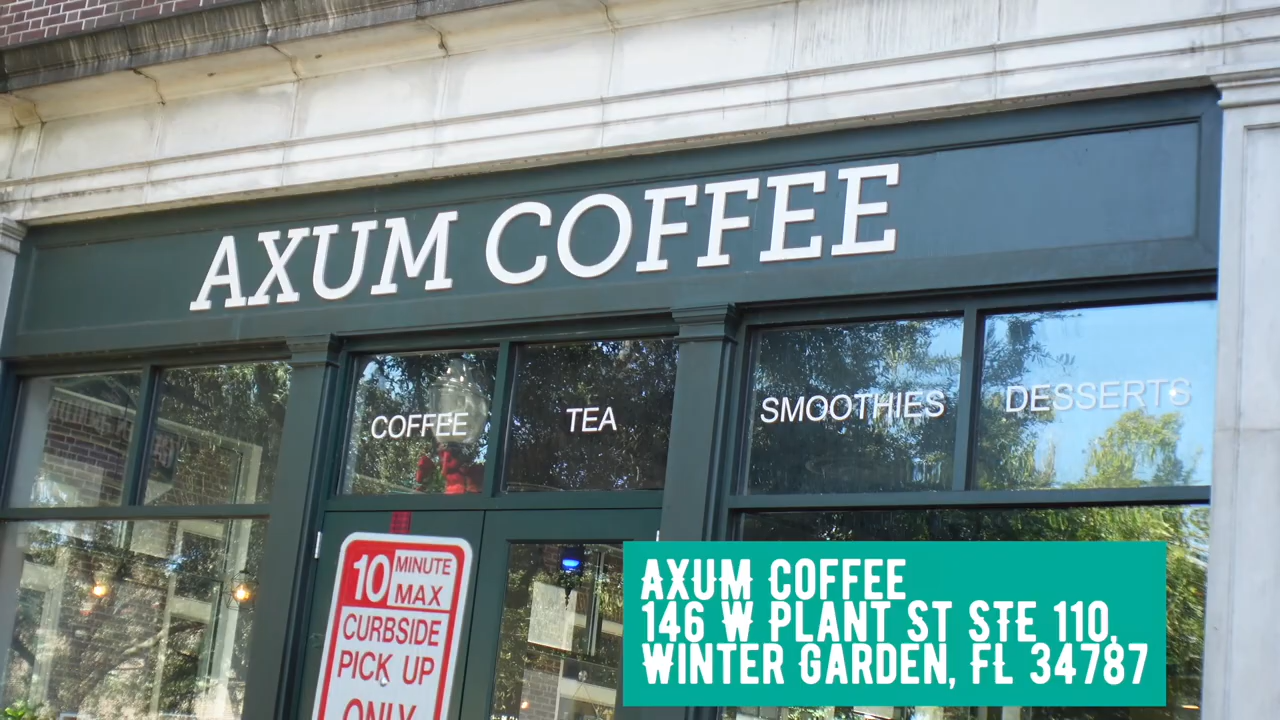 AXUM COFFEE
COFFEE
TEA
SMOOTHIES
DESSERTS
10 MINUTE
MAX
CURBSIDE
PICK UP
ONLY
AXUM COFFEE
146 W PLANT ST STE 110,
WINTER GARDEN, FL 34787